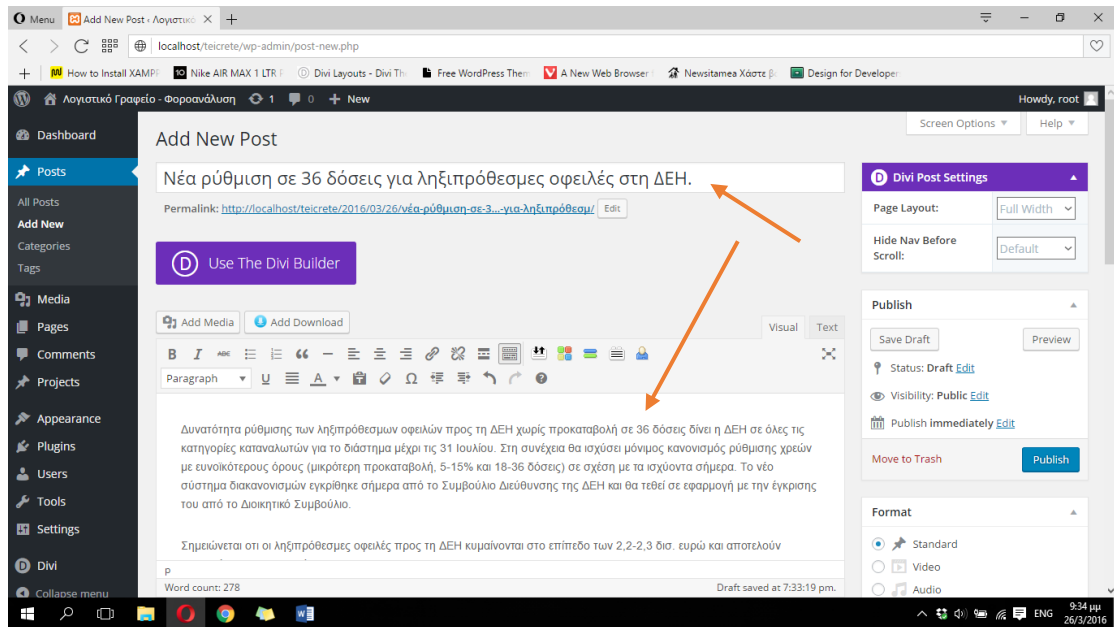 Menu
Add New Post ‹ Λογιστικό
localhost/teicrete/wp-admin/post-new.php
How to Install XAMPP
Nike AIR MAX 1 LTR
Divi Layouts - Divi Th
Free WordPress Them
A New Web Browser
Newsitamea Χάστε
Design for Developer
Λογιστικό Γραφείο - Φοροανάλυση 1 0 + New
Howdy, root
Dashboard
Posts
All Posts
Add New
Categories
Tags
Media
Pages
Comments
Projects
Appearance
Plugins
Users
Tools
Settings
Divi
Collapse menu
Screen Options
Help
Add New Post
Νέα ρύθμιση σε 36 δόσεις για ληξιπρόθεσμες οφειλές στη ΔΕΗ.
Permalink: http://localhost/teicrete/2016/03/26/νέα-ρύθμιση-σε-3...-για-ληξιπρόθεσμ/ Edit
D Use The Divi Builder
Add Media
Add Download
Visual
Text
B I ABC
Paragraph U A Ω
Δυνατότητα ρύθμισης των ληξιπρόθεσμων οφειλών προς τη ΔΕΗ χωρίς προκαταβολή σε 36 δόσεις δίνει η ΔΕΗ σε όλες τις
κατηγορίες καταναλωτών για το διάστημα μέχρι τις 31 Ιουλίου. Στη συνέχεια θα ισχύσει μόνιμος κανονισμός ρύθμισης χρεών
με ευνοϊκότερους όρους (μικρότερη προκαταβολή, 5-15% και 18-36 δόσεις) σε σχέση με τα ισχύοντα σήμερα. Το νέο
σύστημα διακανονισμών εγκρίθηκε σήμερα από το Συμβούλιο Διεύθυνσης της ΔΕΗ και θα τεθεί σε εφαρμογή με την έγκρισης
του από το Διοικητικό Συμβούλιο.
Σημειώνεται οτι οι ληξιπρόθεσμες οφειλές προς τη ΔΕΗ κυμαίνονται στο επίπεδο των 2,2-2,3 δισ. ευρώ και αποτελούν
p
Word count: 278
Draft saved at 7:33:19 pm.
D Divi Post Settings
Page Layout: Full Width
Hide Nav Before
Scroll:
Default
Publish
Save Draft
Preview
Status: Draft Edit
Visibility: Public Edit
Publish immediately Edit
Move to Trash
Publish
Format
Standard
Video
Audio
ENG
9:34 μμ
26/3/2016